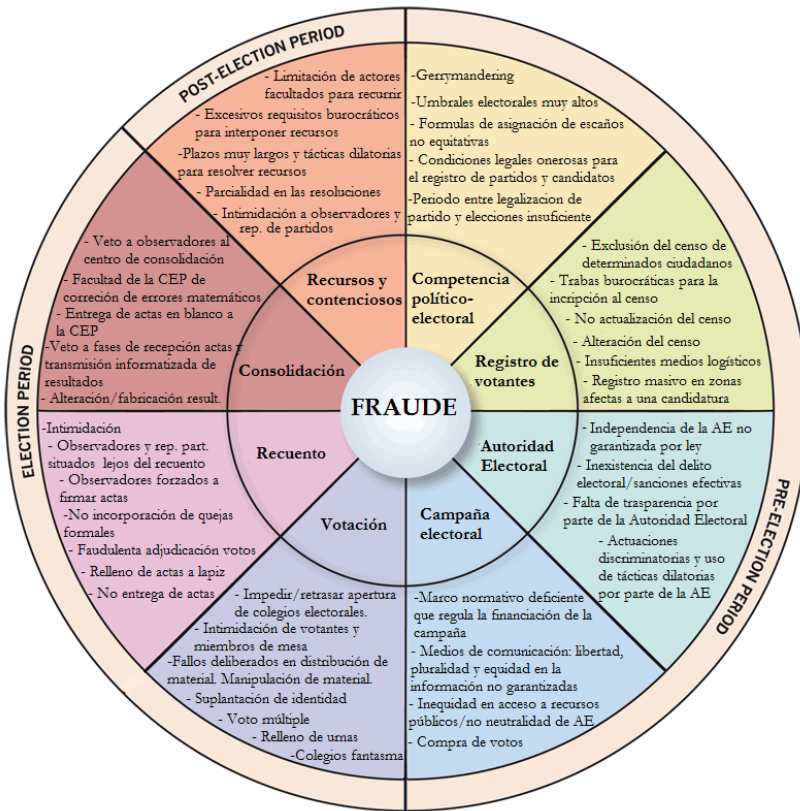 POST-ELECTION PERIOD
- Limitación de actores
facultados para recurrir
- Excesivos requisitos burocráticos
para interponer recursos
-Plazos muy largos y tácticas dilatorias
para resolver recursos
- Parcialidad en las resoluciones
- Intimidación a observadores y
rep. de partidos
Recursos y
contenciosos
-Gerrymandering
-Umbrales electorales muy altos
- Formulas de asignación de escaños
no equitativas
- Condiciones legales onerosas para
el registro de partidos y candidatos
-Periodo entre legalizacion de
partido y elecciones insuficiente
Competencia
político-
electoral
- Exclusión del censo de
determinados ciudadanos
- Trabas burocráticas para la
incripción al censo
- No actualización del censo
- Alteración del censo
- Insuficientes medios logísticos
- Registro masivo en zonas
afectas a una candidatura
Registro de
votantes
- Independencia de la AE no
garantizada por ley
- Inexistencia del delito
electoral/sanciones efectivas
- Falta de trasparencia por
parte de la Autoridad Electoral
- Actuaciones
discriminatorias y uso
de tácticas dilatorias
por parte de la AE
Autoridad
Electoral
PRE-ELECTION PERIOD
Campaña
electoral
-Marco normativo deficiente
que regula la financiación de la
campaña
- Medios de comunicación: libertad,
pluralidad y equidad en la
información no garantizadas
- Inequidad en acceso a recursos
públicos/no neutralidad de AE
- Compra de votos
Votación
- Impedir/retrasar apertura
de colegios electorales.
- Intimidación de votantes y
miembros de mesa
-Fallos deliberados en distribución de
material. Manipulación de material.
- Suplantación de identidad
- Voto múltiple
- Relleno de urnas
-Colegios fantasma
Recuento
-Intimidación
- Observadores y rep. part.
situados lejos del recuento
- Observadores forzados a
firmar actas
-No incorporación de quejas
formales
- Faudulenta adjudicación votos
- Relleno de actas a lapiz
- No entrega de actas
ELECTION PERIOD
- Veto a observadores al
centro de consolidación
- Facultad de la CEP de
correción de errores matemáticos
- Entrega de actas en blanco a
la CEP
-Veto a fases de recepción actas y
transmisión informatizada de
resultados
- Alteración/fabricación result.
Consolidación
FRAUDE